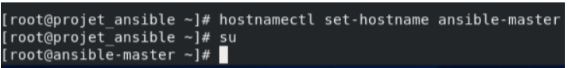 [root@projet_ansible ~]# hostnamectl set-hostname ansible-master
[root@projet_ansible ~]# su
[root@ansible-master ~]#